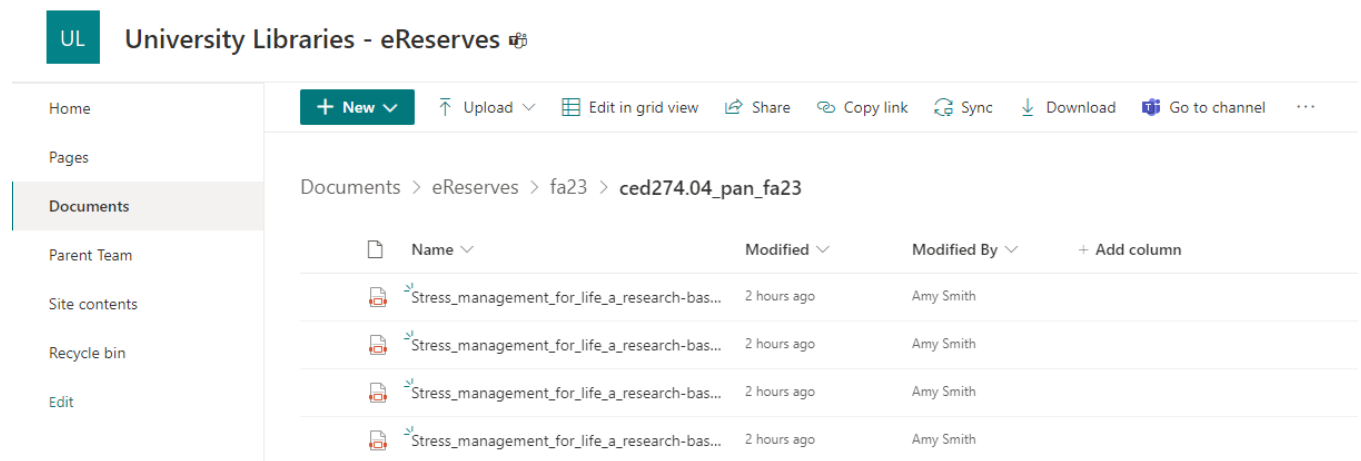 UL University Libraries - eReserves
Home
Pages
Documents
Parent Team
Site contents
Recycle bin
Edit
+ New Upload Edit in grid view Share Copy link Sync Download Go to channel ...
Documents > eReserves > fa23 > ced274.04_pan_fa23
Name Modified Modified By + Add column
Stress_management_for_life_a_research-bas... 2 hours ago Amy Smith
Stress_management_for_life_a_research-bas... 2 hours ago Amy Smith
Stress_management_for_life_a_research-bas... 2 hours ago Amy Smith
Stress_management_for_life_a_research-bas... 2 hours ago Amy Smith